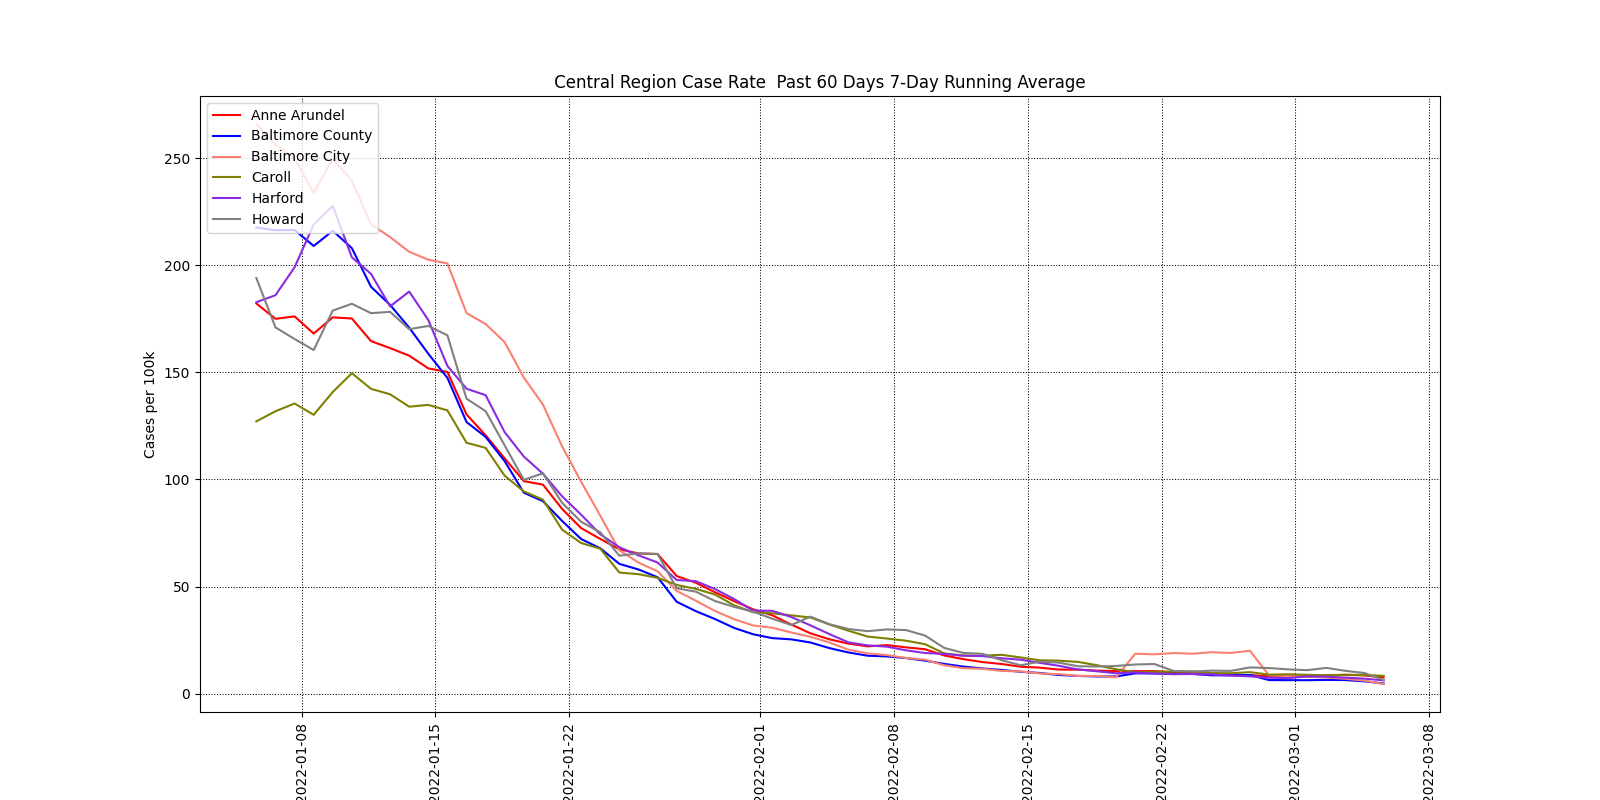 Central Region Case Rate  Past 60 Days 7-Day Running Average
Anne Arundel
Baltimore County
Baltimore City
Caroll
Harford
Howard
Cases per 100k
250
200
150
100
50
0
2022-01-08
2022-01-15
2022-01-22
2022-02-01
2022-02-08
2022-02-15
2022-02-22
2022-03-01
2022-03-08